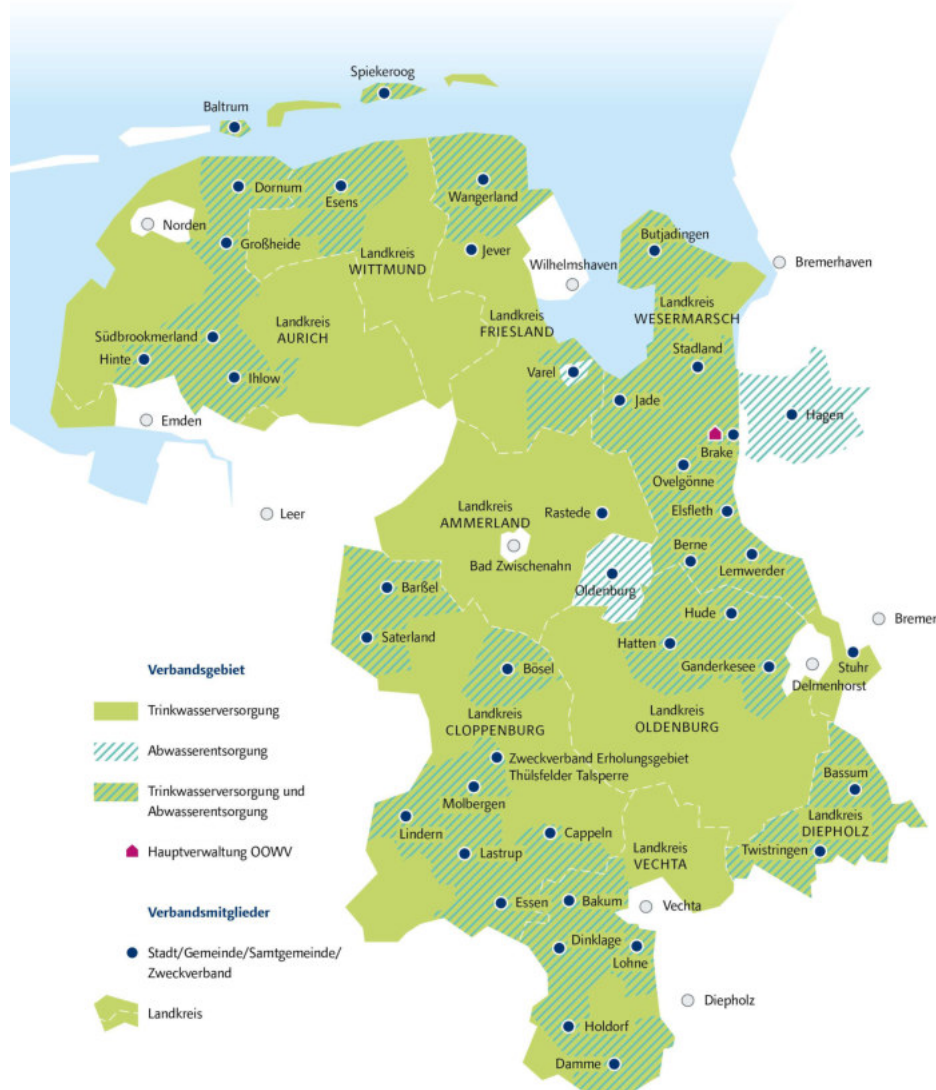 Spiekeroog
Baltrum
Dornum
Esens
Wangerland
Norden
Großheide
Landkreis
WITTMUND
Jever
Butjadingen
Wilhelmshaven
Bremerhaven
Landkreis
AURICH
Landkreis
FRIESLAND
Landkreis
WESERMARSCH
Südbrookmerland
Hinte
Ihlow
Stadland
Varel
Jade
Hagen
Emden
Brake
Ovelgönne
Leer
Landkreis
AMMERLAND
Rastede
Elsfleth
Bad Zwischenahn
Berne
Lemwerder
Barßel
Oldenburg
Hude
Bremen
Saterland
Hatten
Ganderkesee
Stuhr
Delmenhorst
Bösel
Landkreis
CLOPPENBURG
Landkreis
OLDENBURG
Zweckverband Erholungsgebiet
Thülsfelder Talsperre
Bassum
Molbergen
Landkreis
DIEPHOLZ
Lindern
Cappeln
Lastrup
Landkreis
VECHTA
Twistringen
Essen
Bakum
Vechta
Dinklage
Lohne
Diepholz
Holdorf
Damme
Verbandsgebiet
Trinkwasserversorgung
Abwasserentsorgung
Trinkwasserversorgung und
Abwasserentsorgung
Hauptverwaltung OOWV
Verbandsmitglieder
Stadt/Gemeinde/Samtgemeinde/
Zweckverband
Landkreis